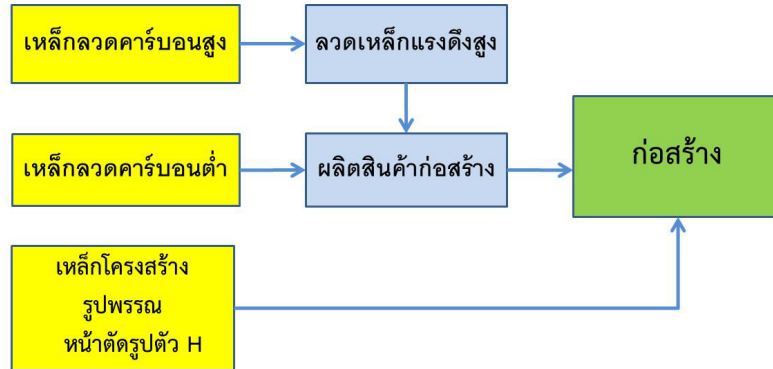 เหล็กลวดคาร์บอนสูง
ลวดเหล็กแรงดึงสูง
เหล็กลวดคาร์บอนต่ำ
ผลิตสินค้าก่อสร้าง
ก่อสร้าง
เหล็กโครงสร้าง
รูปพรรณ
หน้าตัดรูปตัว H